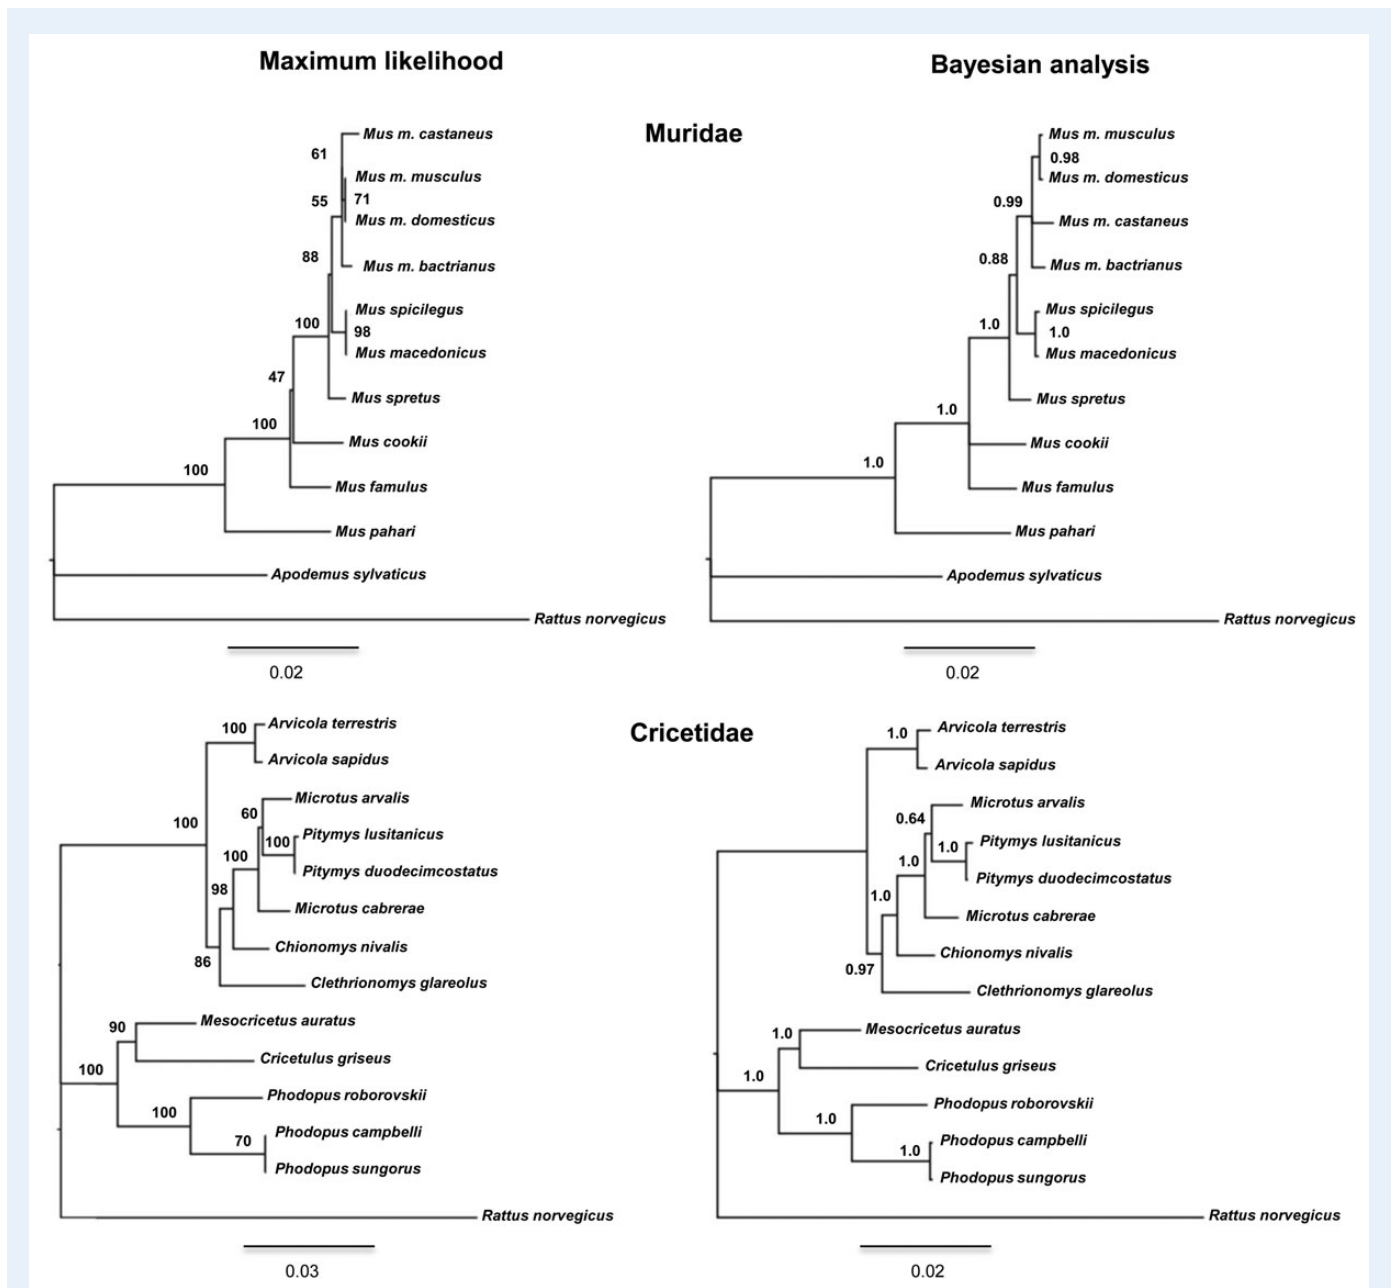 Maximum likelihood
Bayesian analysis
Muridae
Mus m. castaneus
61
Mus m. musculus
55
71
Mus m. domesticus
88
Mus m. bactrianus
Mus spicilegus
100
98
Mus macedonicus
47
Mus spretus
100
Mus cookii
100
Mus famulus
Mus pahari
Apodemus sylvaticus
Rattus norvegicus
0.02
Mus m. musculus
0.98
Mus m. domesticus
0.99
Mus m. castaneus
0.88
Mus m. bactrianus
Mus spicilegus
1.0
1.0
Mus macedonicus
Mus spretus
1.0
Mus cookii
1.0
Mus famulus
Mus pahari
Apodemus sylvaticus
Rattus norvegicus
0.02
Cricetidae
Arvicola terrestris
100
Arvicola sapidus
Microtus arvalis
60
100
Pitymys lusitanicus
100
100
Pitymys duodecimcostatus
98
Microtus cabrerae
Chionomys nivalis
86
Clethrionomys glareolus
Mesocricetus auratus
90
Cricetulus griseus
100
Phodopus roborovskii
100
Phodopus campbelli
70
Phodopus sungorus
Rattus norvegicus
0.03
Arvicola terrestris
1.0
Arvicola sapidus
Microtus arvalis
0.64
Pitymys lusitanicus
1.0
1.0
Pitymys duodecimcostatus
1.0
Microtus cabrerae
Chionomys nivalis
0.97
Clethrionomys glareolus
Mesocricetus auratus
1.0
Cricetulus griseus
1.0
Phodopus roborovskii
1.0
Phodopus campbelli
1.0
Phodopus sungorus
Rattus norvegicus
0.02